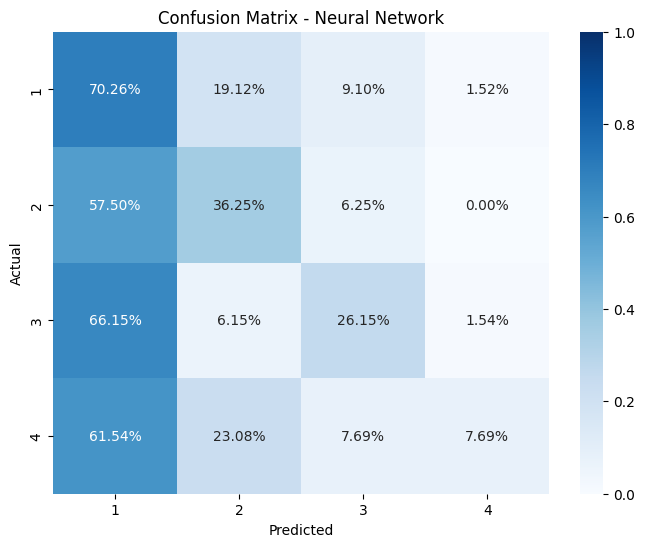 Confusion Matrix - Neural Network
1.0
1 70.26% 19.12% 9.10% 1.52%
0.8
2 57.50% 36.25% 6.25% 0.00%
0.6
Actual
0.4
3 66.15% 6.15% 26.15% 1.54%
0.2
4 61.54% 23.08% 7.69% 7.69%
0.0
1 2 3 4
Predicted